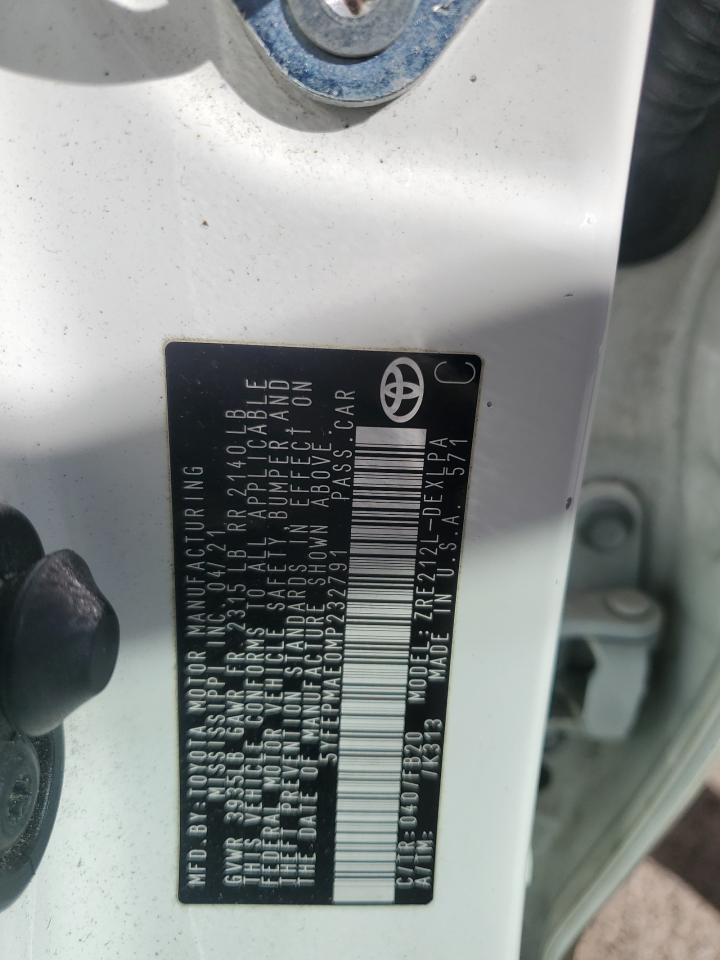 MFD.BY:TOYOTA MOTOR MANUFACTURING
MISSISSIPPI INC. 04/21
GVWR 3935LB GAWR FR 2315 LB RR 2140 LB
THIS VEHICLE CONFORMS TO ALL APPLICABLE
FEDERAL MOTOR VEHICLE SAFETY, BUMPER,AND
THEFT PREVENTION STANDARDS IN EFFECT ON
THE DATE OF MANUFACTURE SHOWN ABOVE.
5YFEPMAE0MP232791 PASS.CAR
C/TR: 040/FB20 MODEL: ZRE212L-DEXLPA
A/TM: /K313 MADE IN U.S.A. 571
C